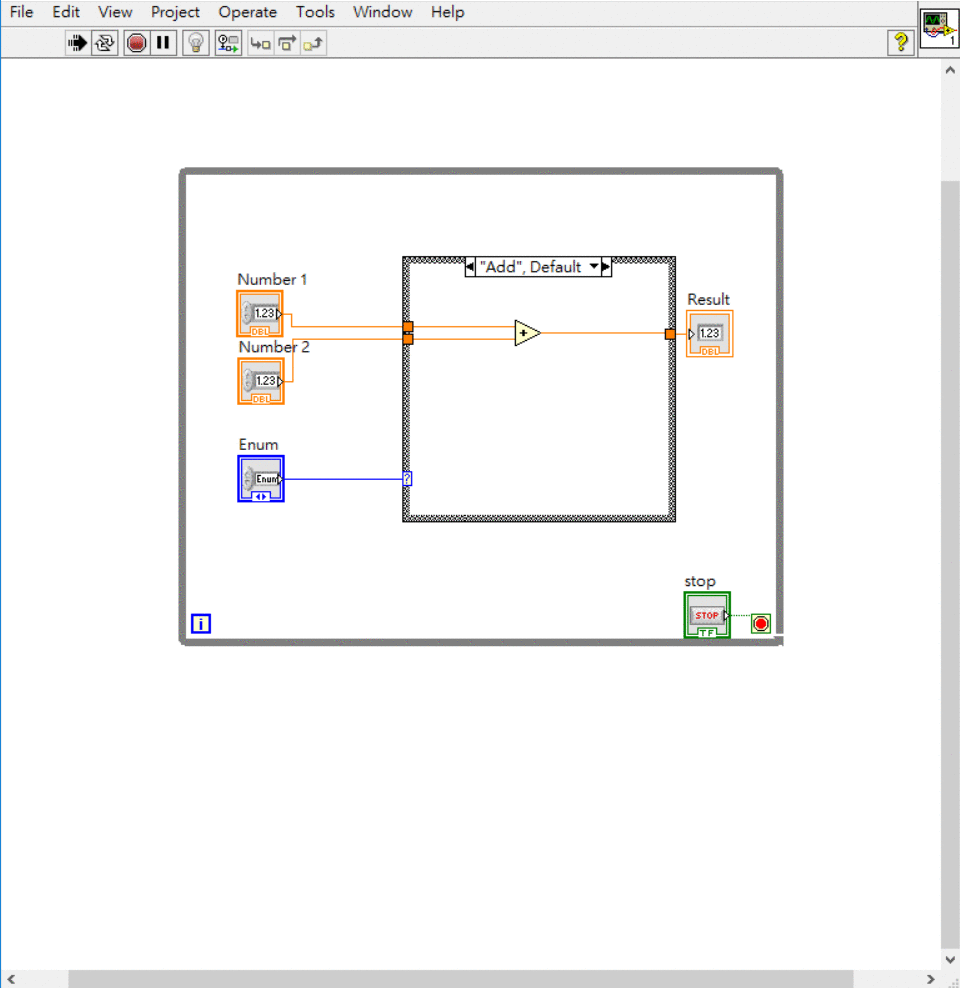 File Edit View Project Operate Tools Window Help
?
1
"Add", Default
Number 1
1.23
DBL
Number 2
1.23
DBL
+
Result
1.23
DBL
Enum
Enum
?
stop
STOP
TF
i